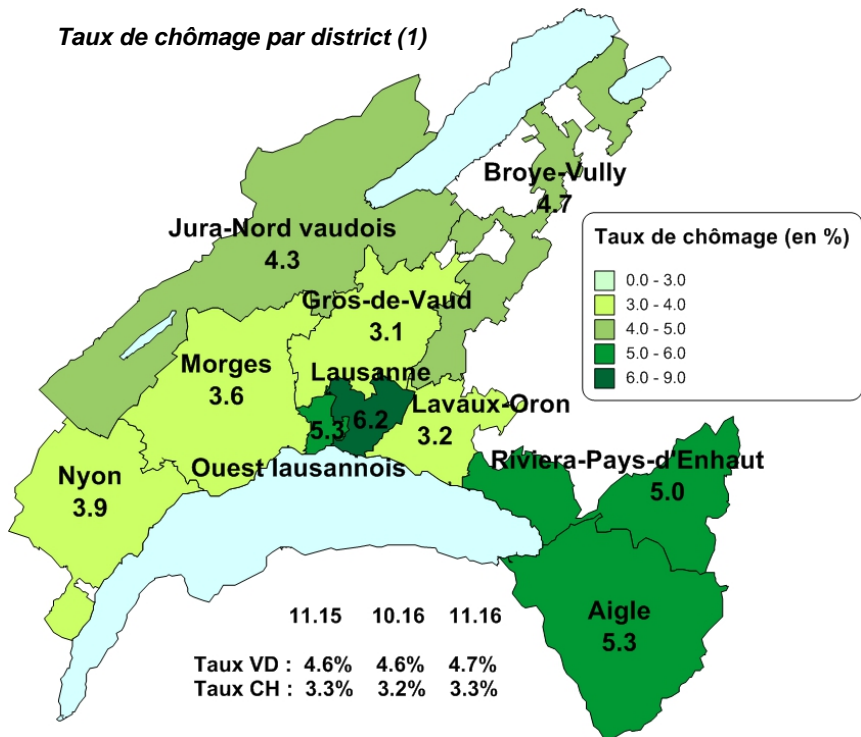 Taux de chômage par district (1)
Broye-Vully
4.7
Jura-Nord vaudois
4.3
Taux de chômage (en %)
0.0 - 3.0
3.0 - 4.0
4.0 - 5.0
5.0 - 6.0
6.0 - 9.0
Gros-de-Vaud
3.1
Morges
3.6
Lausanne
6.2
5.3
Lavaux-Oron
3.2
Ouest lausannois
Riviera-Pays-d'Enhaut
5.0
Nyon
3.9
Aigle
5.3
11.15 10.16 11.16
Taux VD : 4.6% 4.6% 4.7%
Taux CH : 3.3% 3.2% 3.3%